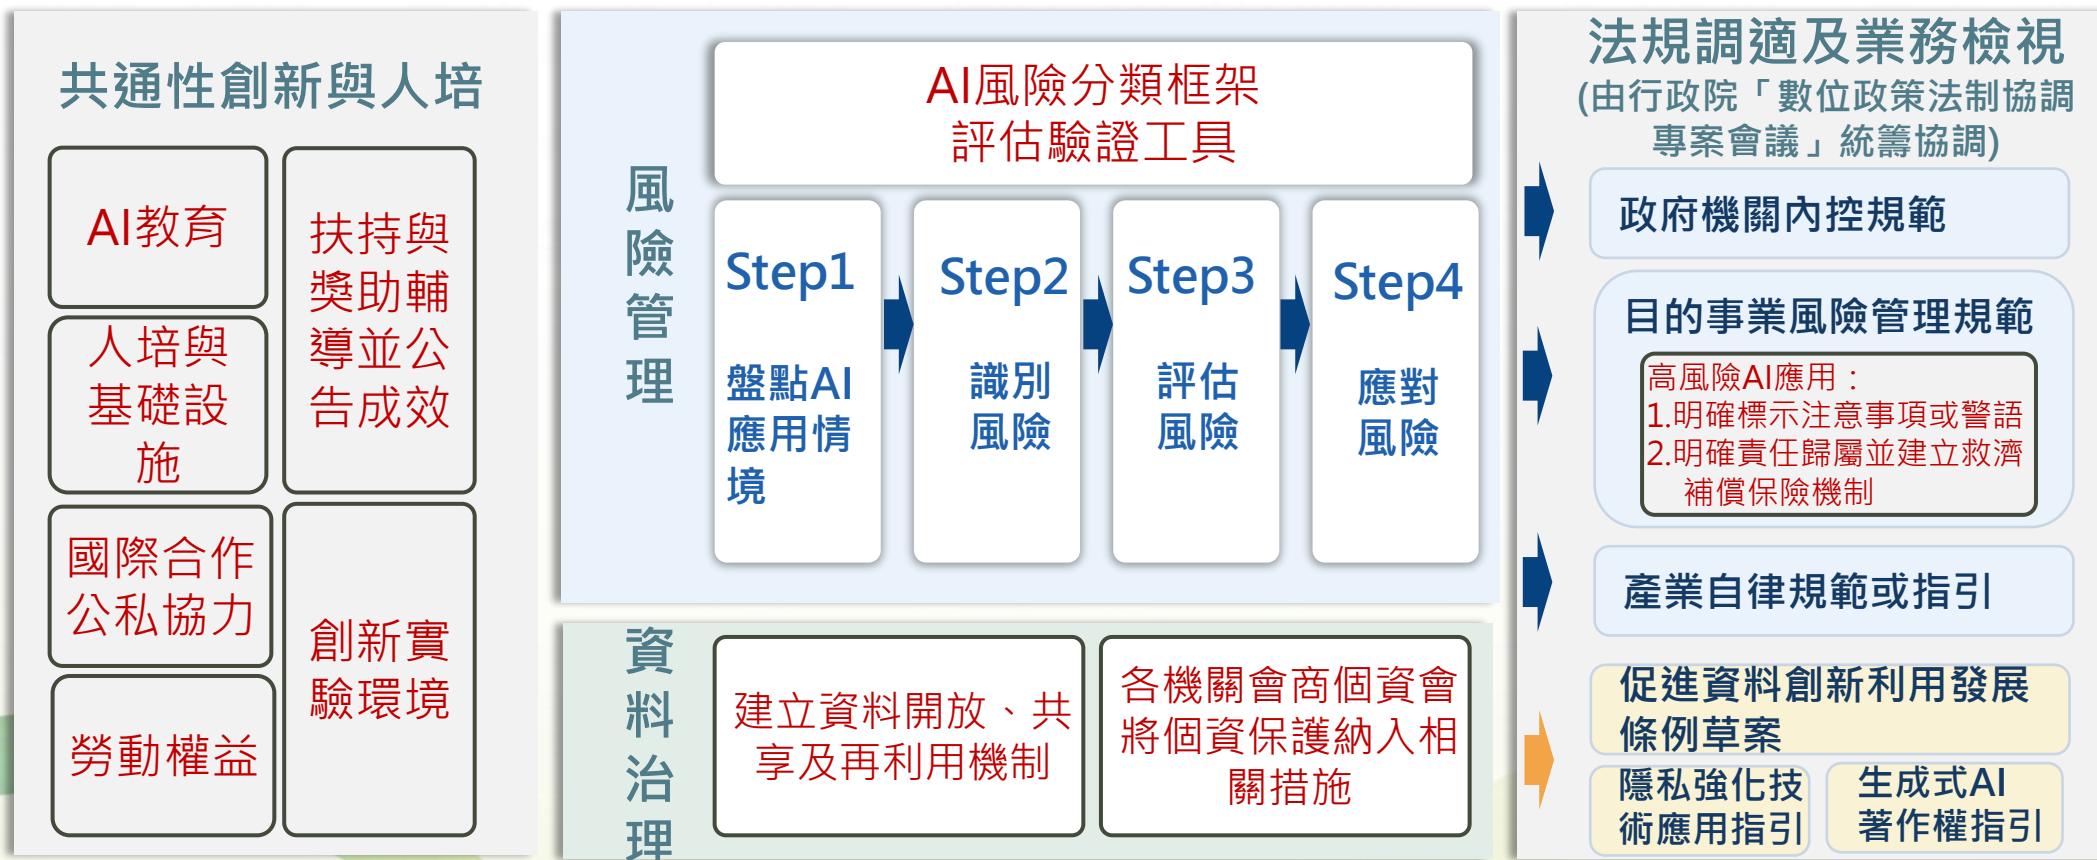 共通性創新與人培
AI教育
人培與
基礎設
施
國際合作
公私協力
勞動權益
扶持與
獎助輔
導並公
告成效
創新實
驗環境
風
險
管
理
AI風險分類框架
評估驗證工具
Step1
盤點AI
應用情
境
Step2
識別
風險
Step3
評估
風險
Step4
應對
風險
資
料
治
理
建立資料開放、共
享及再利用機制
各機關會商個資會
將個資保護納入相
關措施
法規調適及業務檢視
(由行政院「數位政策法制協調
專案會議」統籌協調)
政府機關內控規範
目的事業風險管理規範
高風險AI應用：
1.明確標示注意事項或警語
2.明確責任歸屬並建立救濟
補償保險機制
產業自律規範或指引
促進資料創新利用發展
條例草案
隱私強化技
術應用指引
生成式AI
著作權指引